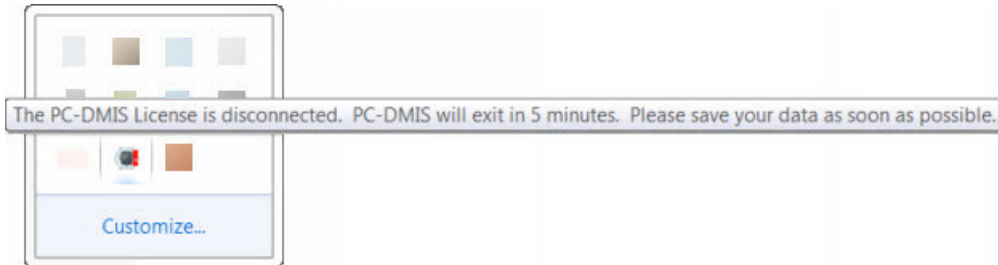 The PC-DMIS License is disconnected. PC-DMIS will exit in 5 minutes. Please save your data as soon as possible.
Customize...